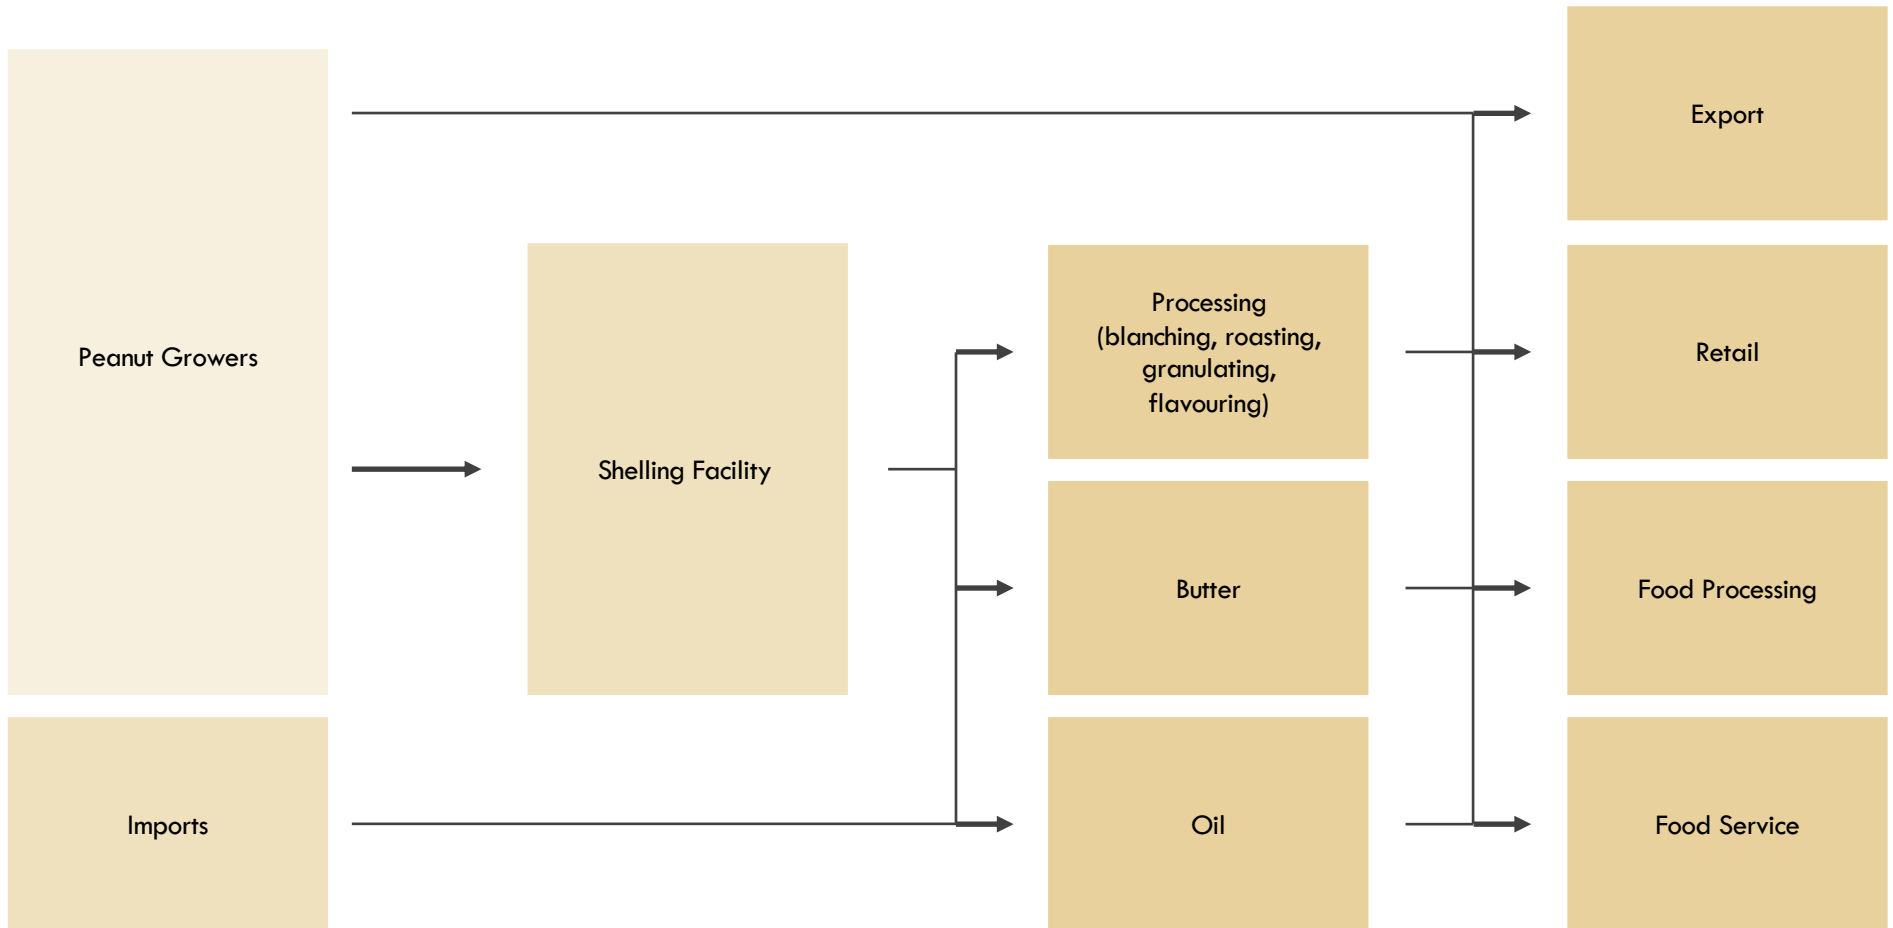 Peanut Growers
Imports
Shelling Facility
Processing
(blanching, roasting,
granulating,
flavouring)
Butter
Oil
Export
Retail
Food Processing
Food Service